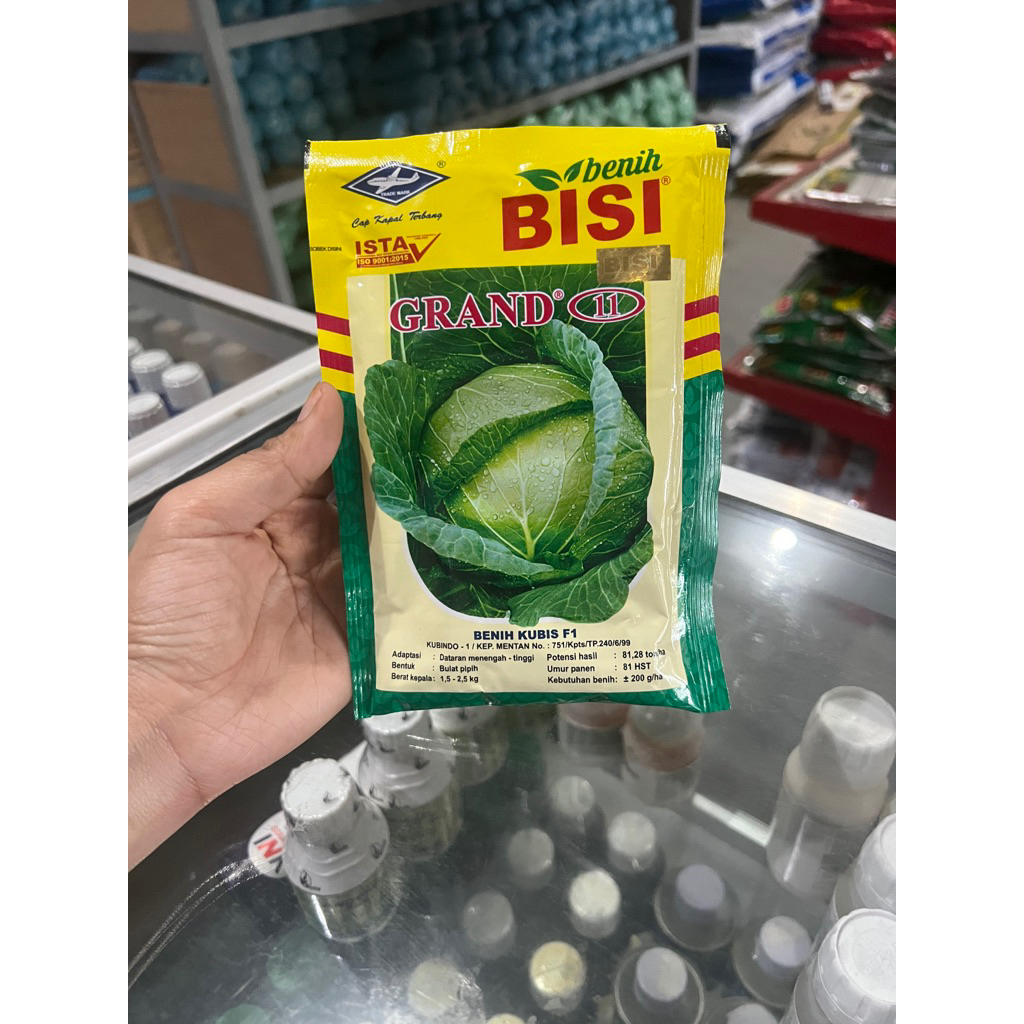 benih
BISI®
®
TRADE MARK
Cap Kapal Terbang
ISTA
ISO 9001:2015
SOBEK DISINI
BISI
GRAND® 11
BENIH KUBIS F1
KUBINDO - 1 / KEP. MENTAN No. : 751/Kpts/TP.240/6/99
Adaptasi : Dataran menengah - tinggi
Bentuk : Bulat pipih
Berat kepala : 1,5 - 2,5 kg
Potensi hasil : 81,28 ton/ha
Umur panen : 81 HST
Kebutuhan benih: ± 200 g/ha